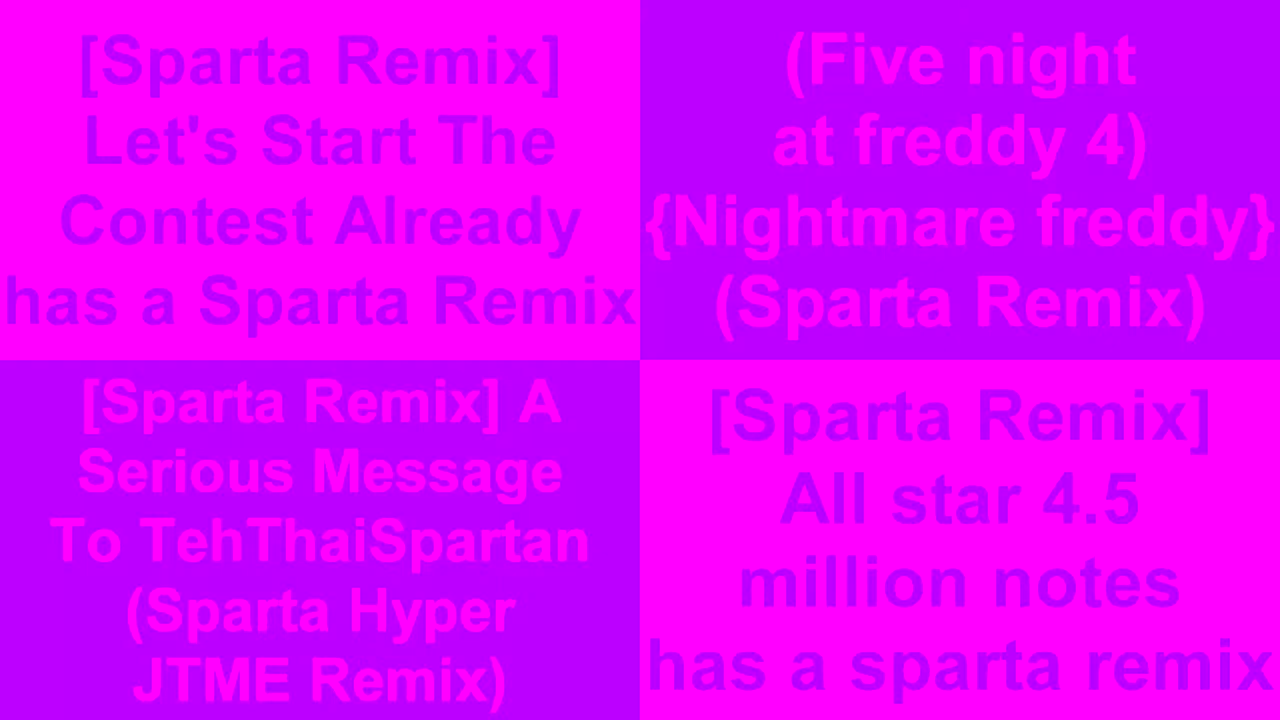 [Sparta Remix]
Let's Start The
Contest Already
has a Sparta Remix
(Five night
at freddy 4)
{Nightmare freddy}
(Sparta Remix)
[Sparta Remix] A
Serious Message
To TehThaiSpartan
(Sparta Hyper
JTME Remix)
[Sparta Remix]
All star 4.5
million notes
has a sparta remix